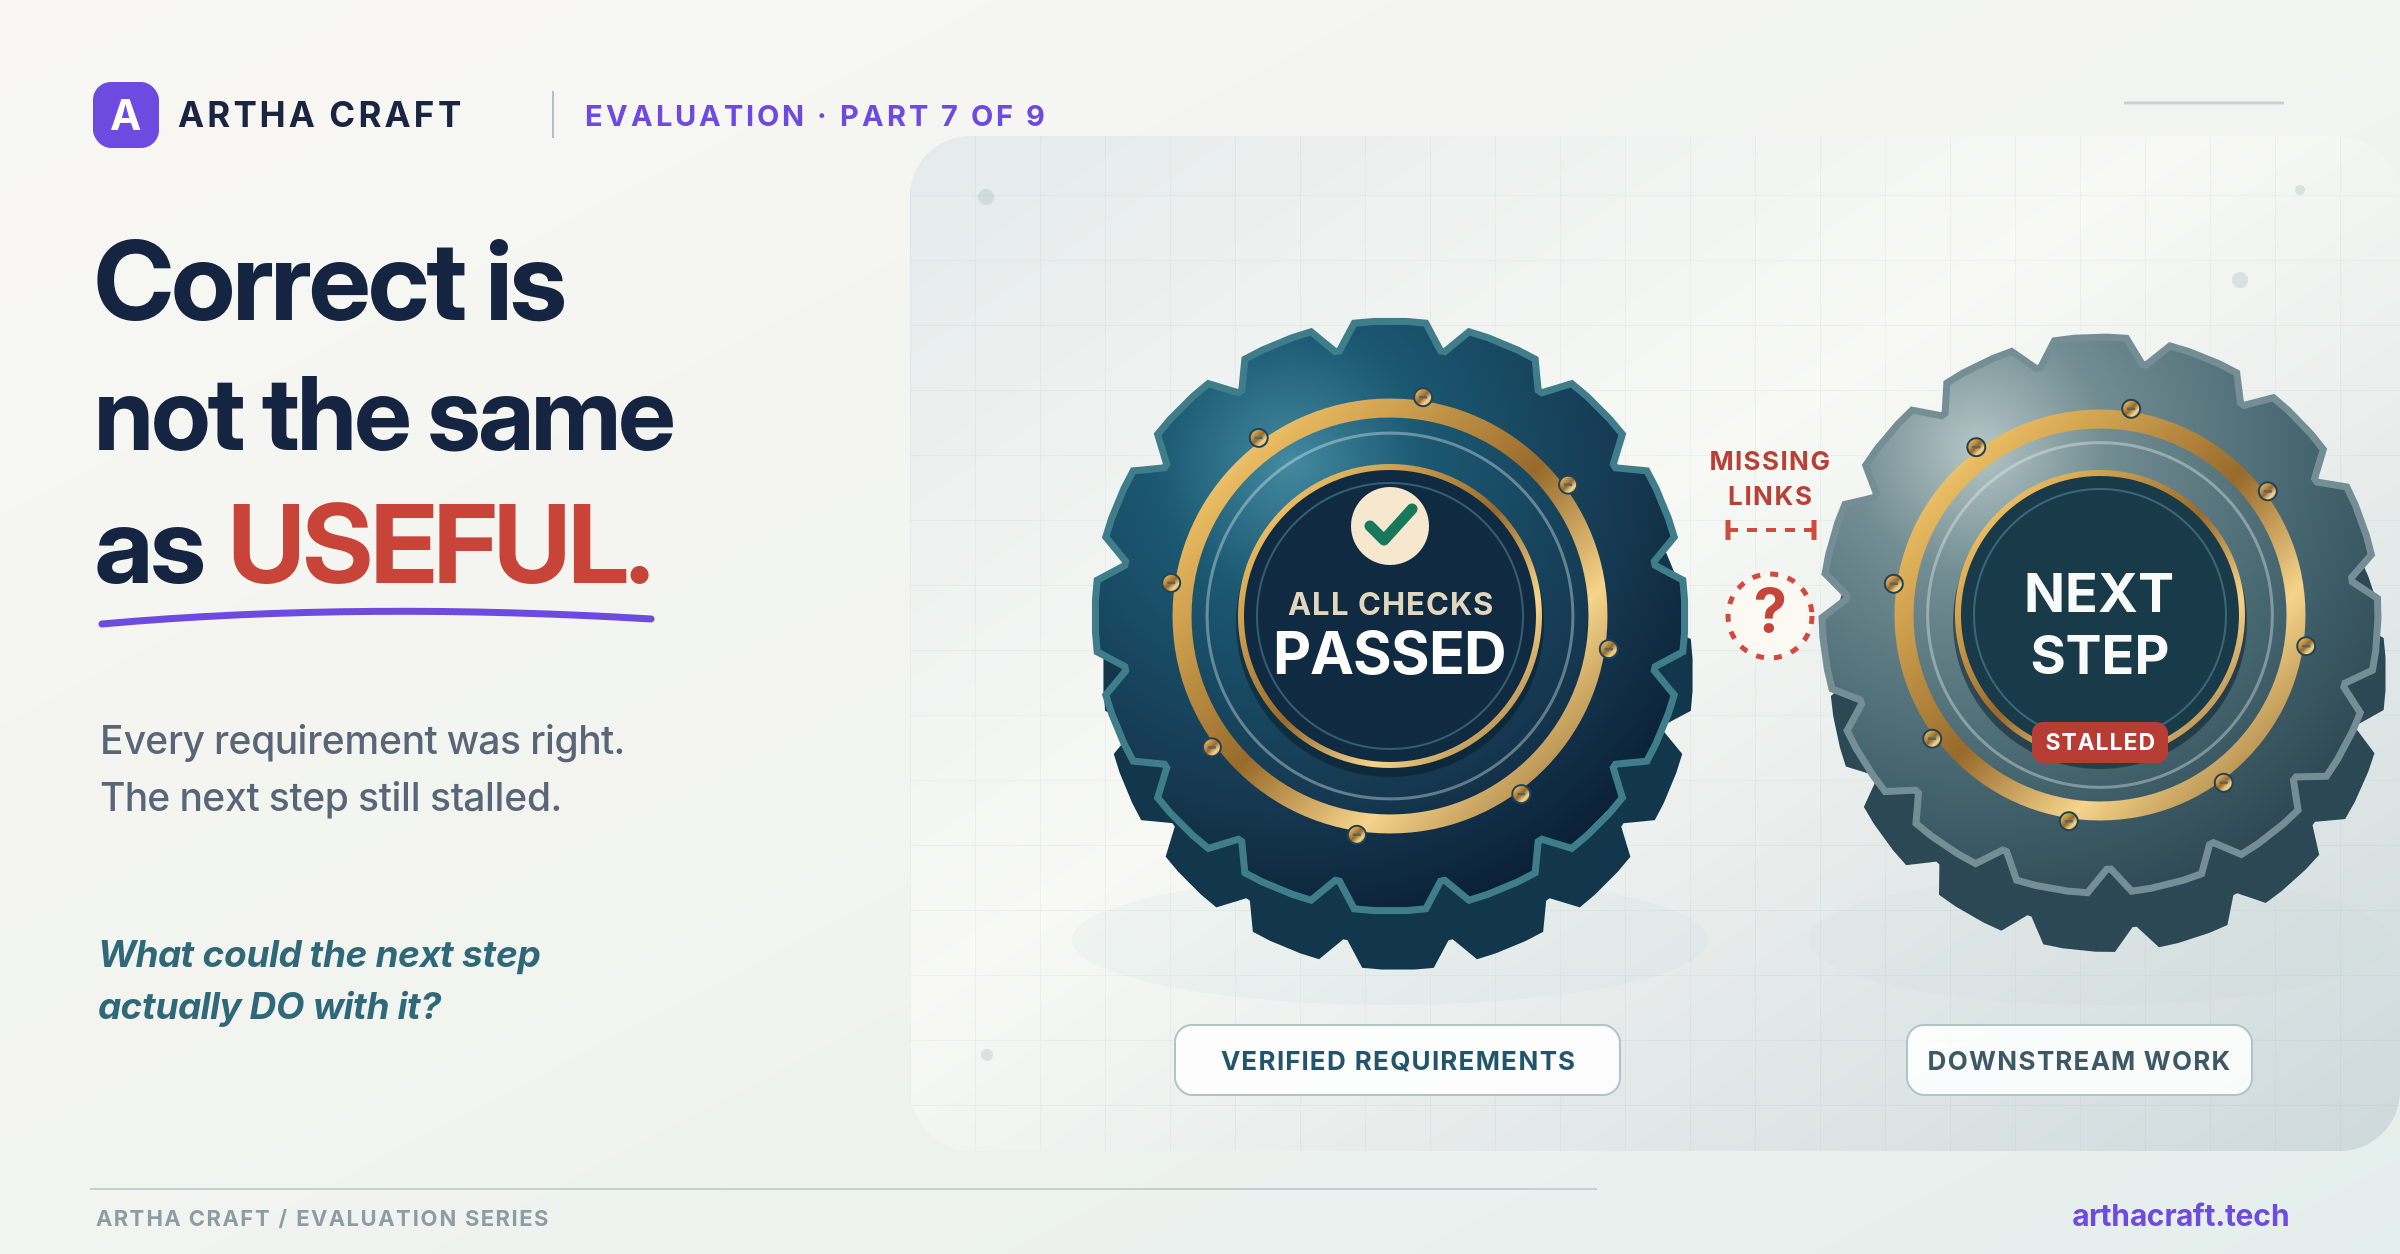 A
ARTHA CRAFT
EVALUATION · PART 7 OF 9
Correct is
not the same
as USEFUL.
Every requirement was right.
The next step still stalled.
What could the next step
actually DO with it?
ALL CHECKS
PASSED
MISSING
LINKS
?
NEXT
STEP
STALLED
VERIFIED REQUIREMENTS
DOWNSTREAM WORK
ARTHA CRAFT / EVALUATION SERIES
arthacraft.tech